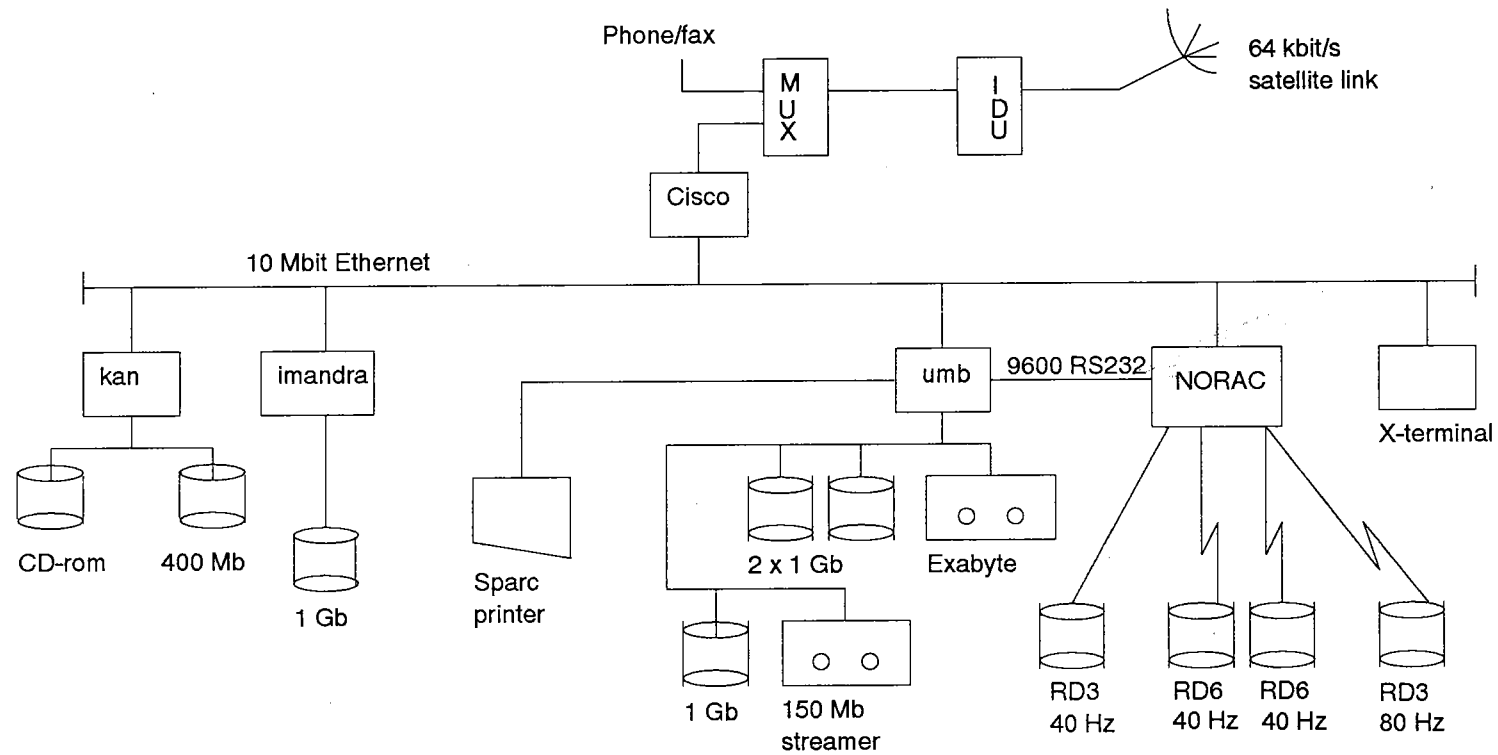 Phone/fax
MUX
IDU
64 kbit/s
satellite link
Cisco
10 Mbit Ethernet
kan
imandra
umb
9600 RS232
NORAC
X-terminal
CD-rom
400 Mb
1 Gb
Sparc
printer
2 x 1 Gb
Exabyte
1 Gb
150 Mb
streamer
RD3
40 Hz
RD6
40 Hz
RD6
40 Hz
RD3
80 Hz